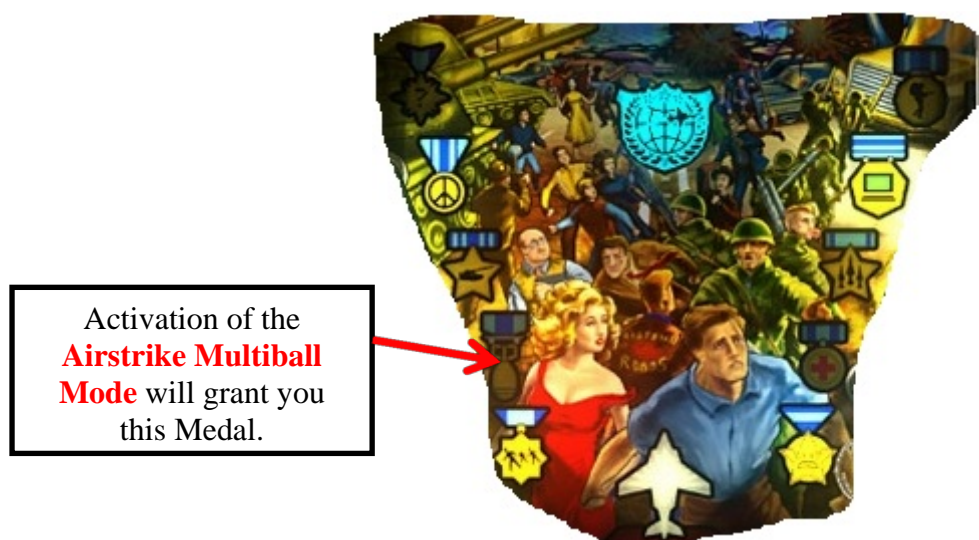 Activation of the
Airstrike Multiball
Mode will grant you
this Medal.